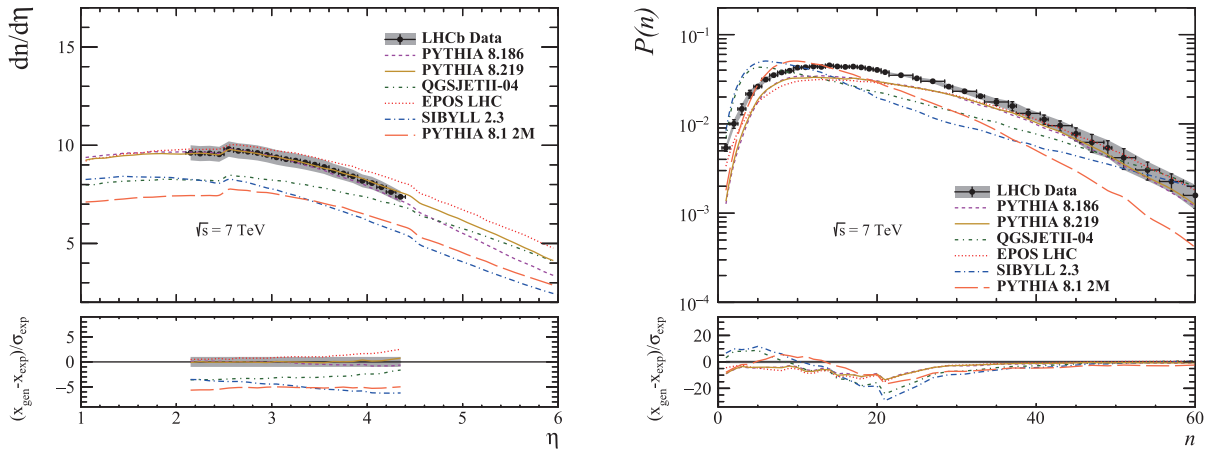 dn/dη
15
10
5
LHCb Data
PYTHIA 8.186
PYTHIA 8.219
QGSJETII-04
EPOS LHC
SIBYLL 2.3
PYTHIA 8.1 2M
√s = 7 TeV
(x_gen-x_exp)/σ_exp
5
0
−5
1 2 3 4 5 6
η
P(n)
10⁻¹
10⁻²
10⁻³
10⁻⁴
√s = 7 TeV
LHCb Data
PYTHIA 8.186
PYTHIA 8.219
QGSJETII-04
EPOS LHC
SIBYLL 2.3
PYTHIA 8.1 2M
(x_gen-x_exp)/σ_exp
20
0
−20
0 20 40 60
n